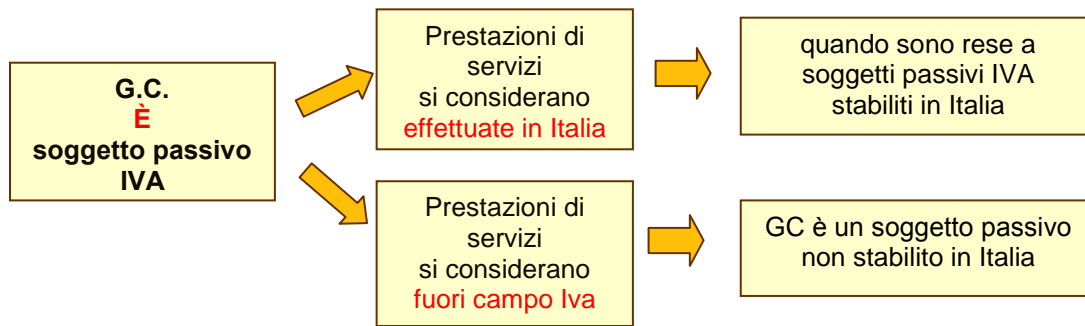 G.C.
È
soggetto passivo
IVA
Prestazioni di
servizi
si considerano
effettuate in Italia
quando sono rese a
soggetti passivi IVA
stabiliti in Italia
Prestazioni di
servizi
si considerano
fuori campo Iva
GC è un soggetto passivo
non stabilito in Italia